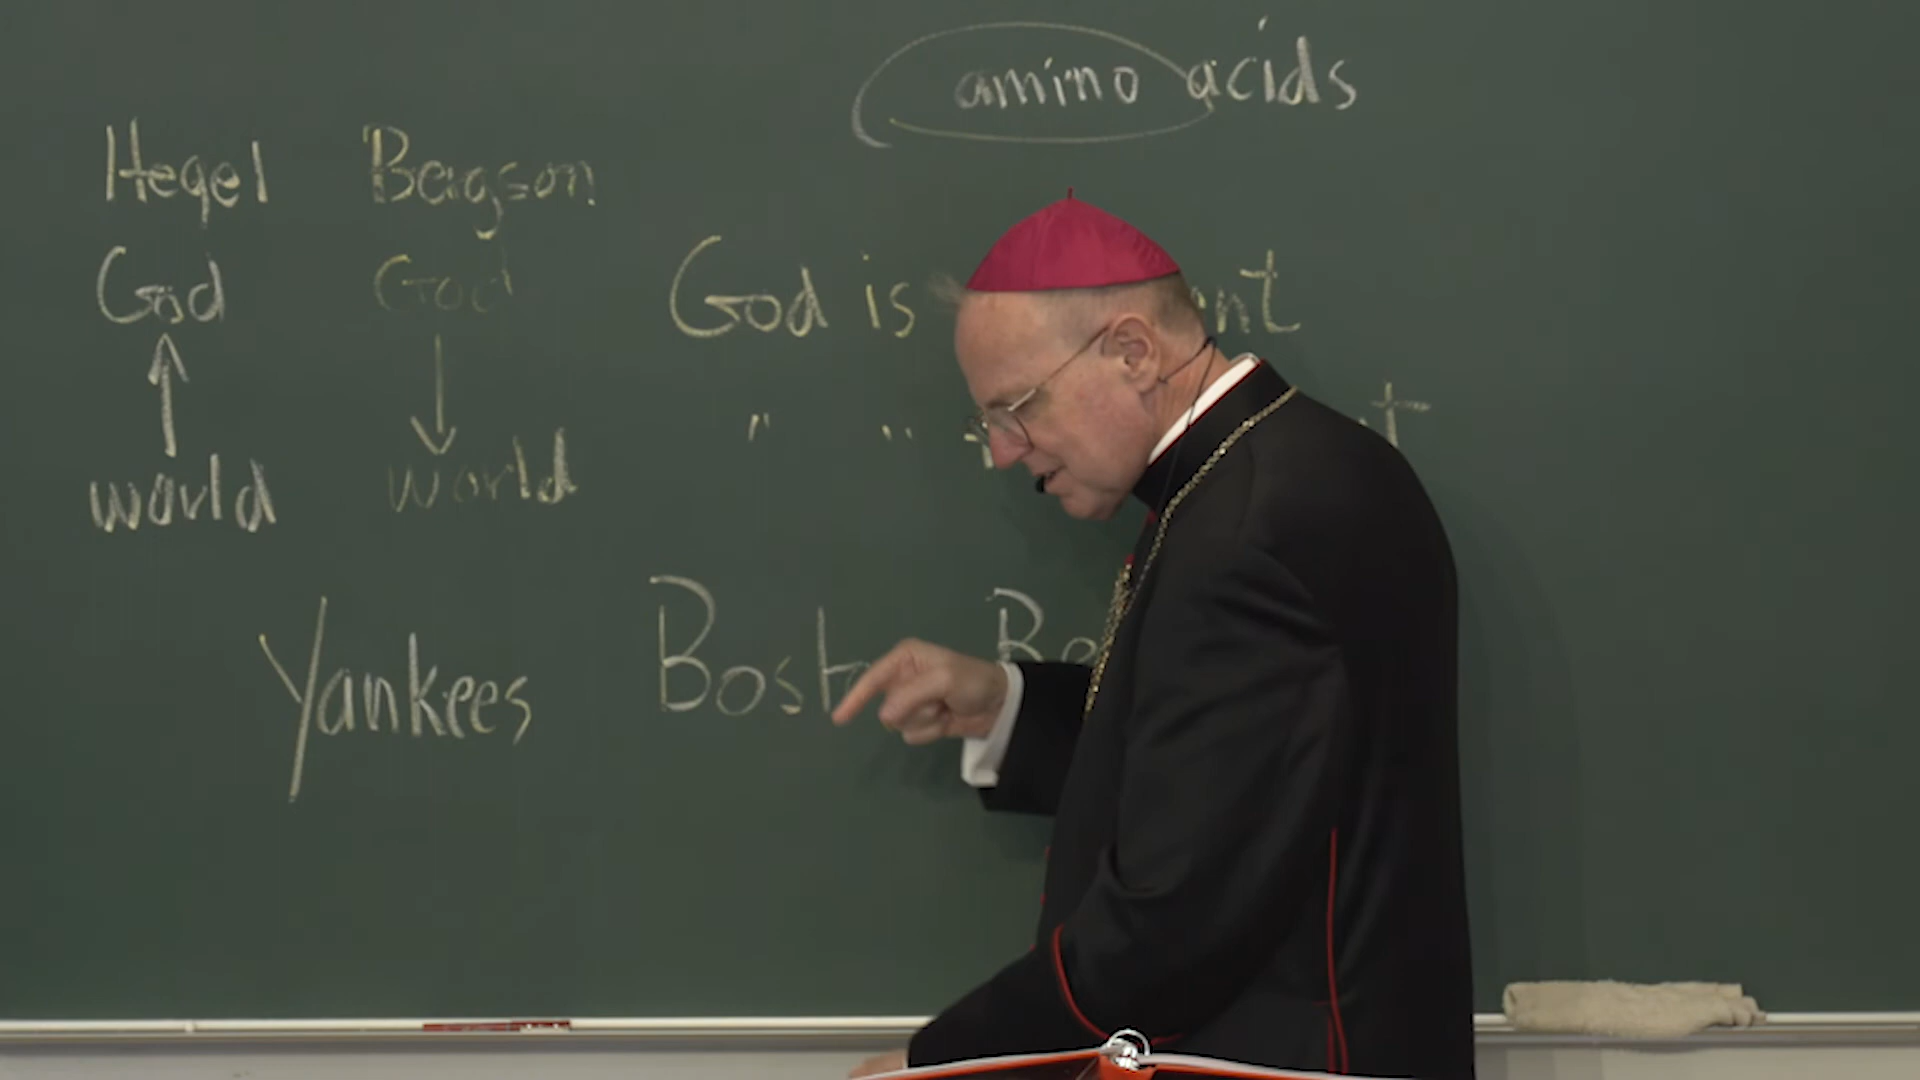 amino acids
Hegel Bergson
God God God is
world world " "
Yankees